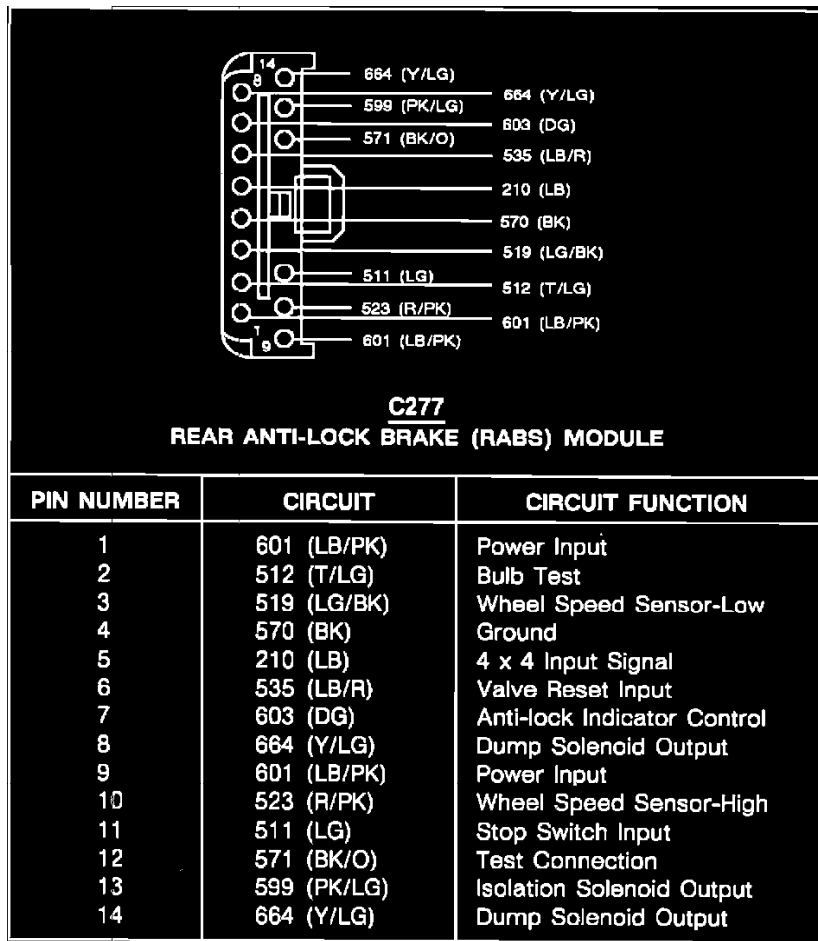 14
664 (Y/LG)
8
664 (Y/LG)
599 (PK/LG)
603 (DG)
571 (BK/O)
535 (LB/R)
210 (LB)
570 (BK)
519 (LG/BK)
511 (LG)
512 (T/LG)
523 (R/PK)
601 (LB/PK)
1
9
601 (LB/PK)
C277
REAR ANTI-LOCK BRAKE (RABS) MODULE
PIN NUMBER CIRCUIT CIRCUIT FUNCTION
1 601 (LB/PK) Power Input
2 512 (T/LG) Bulb Test
3 519 (LG/BK) Wheel Speed Sensor-Low
4 570 (BK) Ground
5 210 (LB) 4 x 4 Input Signal
6 535 (LB/R) Valve Reset Input
7 603 (DG) Anti-lock Indicator Control
8 664 (Y/LG) Dump Solenoid Output
9 601 (LB/PK) Power Input
10 523 (R/PK) Wheel Speed Sensor-High
11 511 (LG) Stop Switch Input
12 571 (BK/O) Test Connection
13 599 (PK/LG) Isolation Solenoid Output
14 664 (Y/LG) Dump Solenoid Output